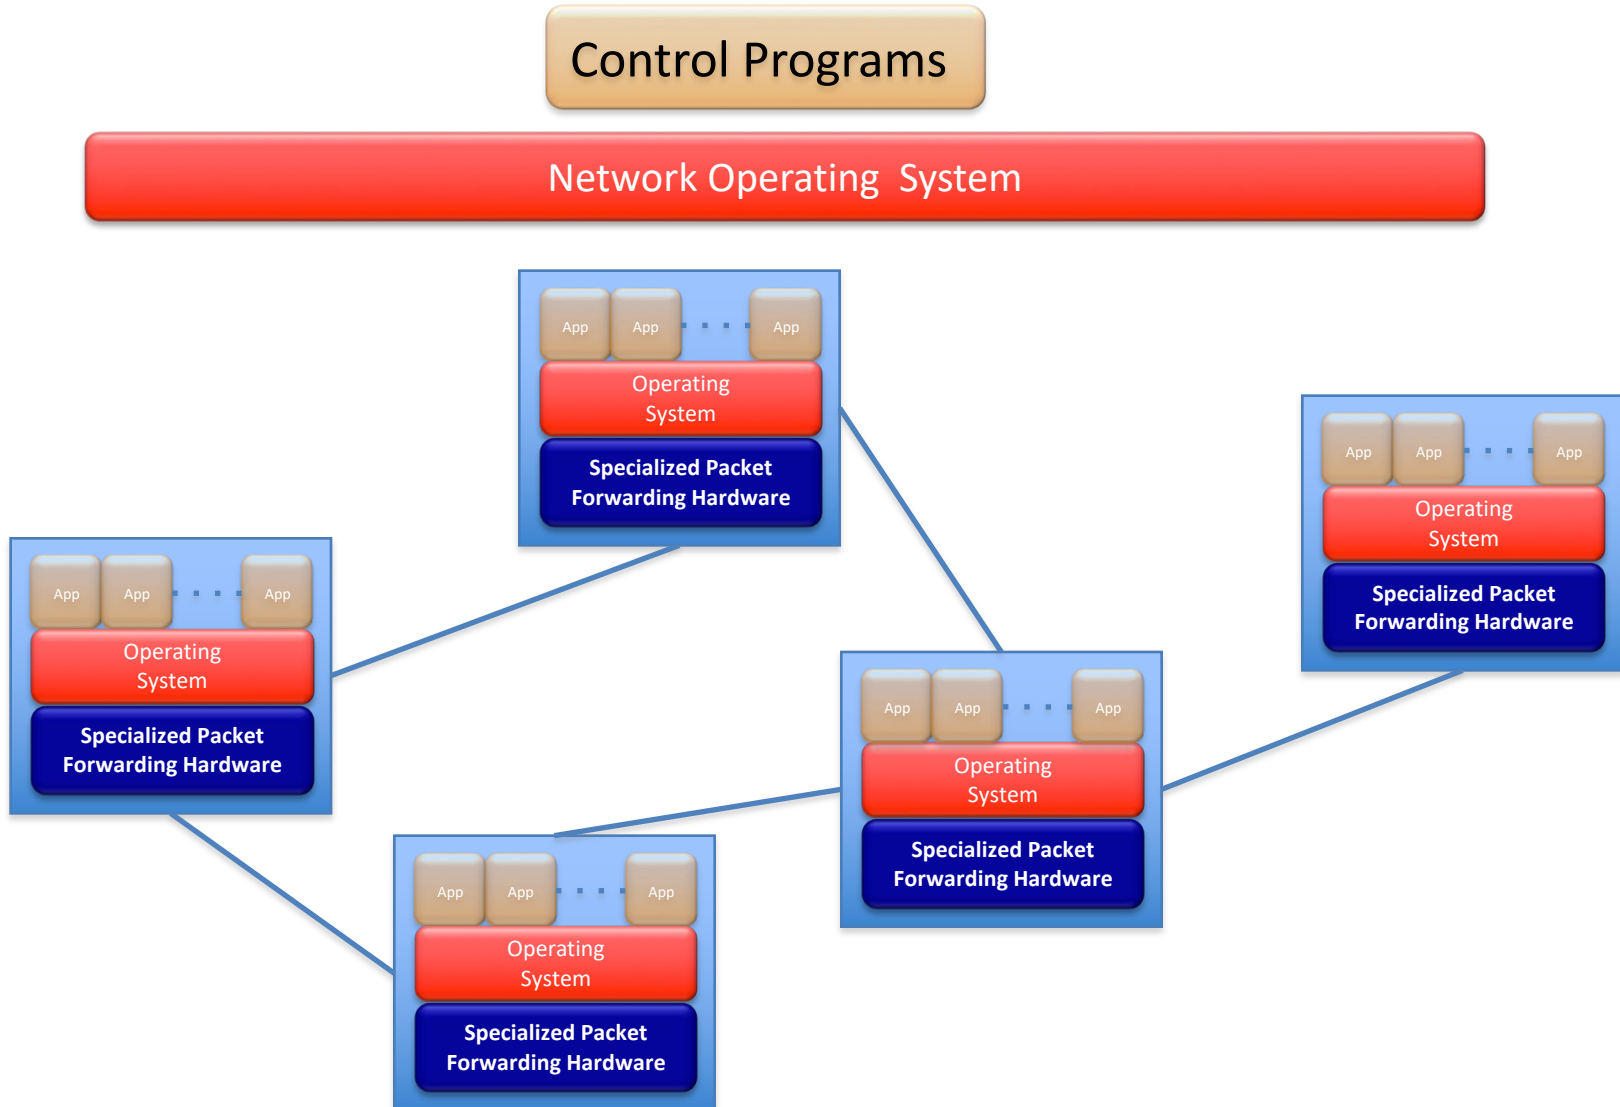 Control Programs
Network Operating  System
App App App
Operating
System
Specialized Packet
Forwarding Hardware
App App App
Operating
System
Specialized Packet
Forwarding Hardware
App App App
Operating
System
Specialized Packet
Forwarding Hardware
App App App
Operating
System
Specialized Packet
Forwarding Hardware
App App App
Operating
System
Specialized Packet
Forwarding Hardware